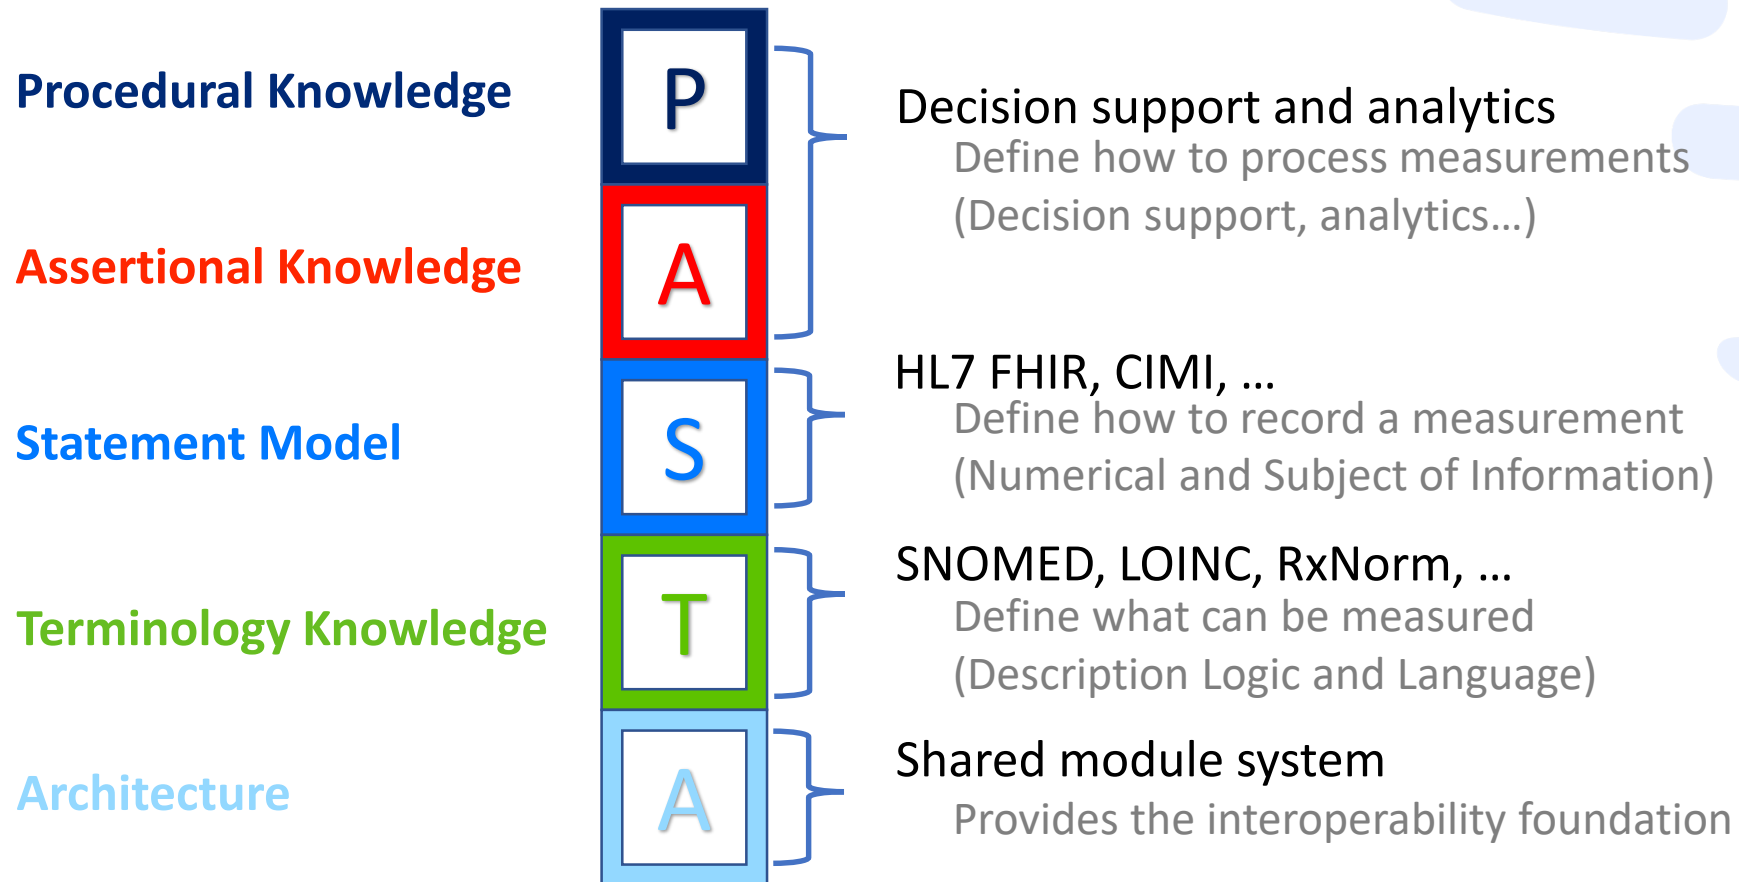 Procedural Knowledge
P
Decision support and analytics
Define how to process measurements
(Decision support, analytics...)
Assertional Knowledge
A
HL7 FHIR, CIMI, ...
Define how to record a measurement
(Numerical and Subject of Information)
Statement Model
S
SNOMED, LOINC, RxNorm, ...
Define what can be measured
(Description Logic and Language)
Terminology Knowledge
T
Shared module system
Provides the interoperability foundation
Architecture
A